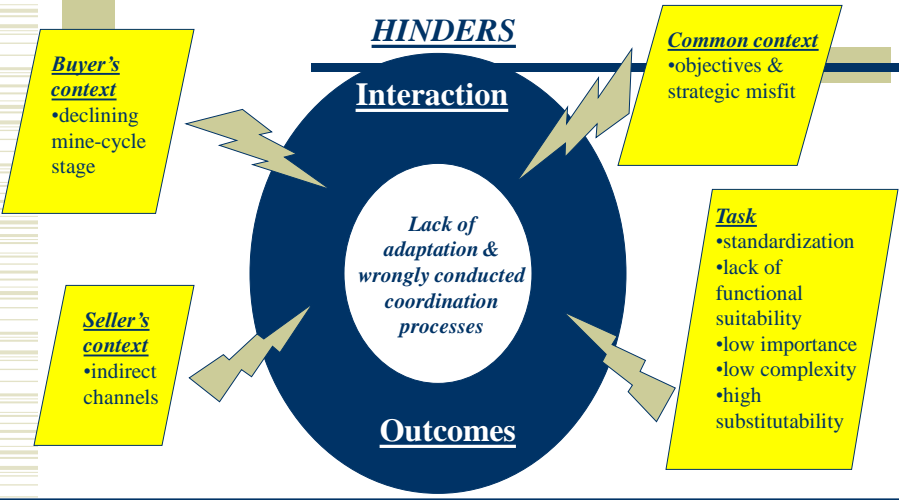 HINDERS
Buyer's
context
•declining
mine-cycle
stage
Interaction
Common context
•objectives &
strategic misfit
Lack of
adaptation &
wrongly conducted
coordination
processes
Task
•standardization
•lack of
functional
suitability
•low importance
•low complexity
•high
substitutability
Seller's
context
•indirect
channels
Outcomes